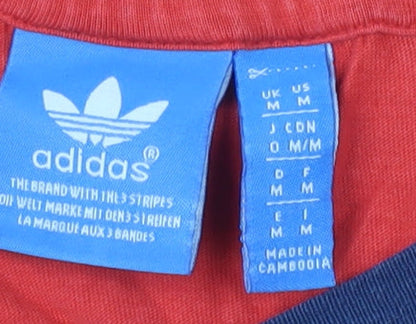 adidas®
THE BRAND WITH THE 3 STRIPES
DIE WELT MARKE MIT DEN 3 STREIFEN
LA MARQUE AUX 3 BANDES
UK US
M M
J CDN
O M/M
D F
M M
E I
M M
MADE IN
CAMBODIA